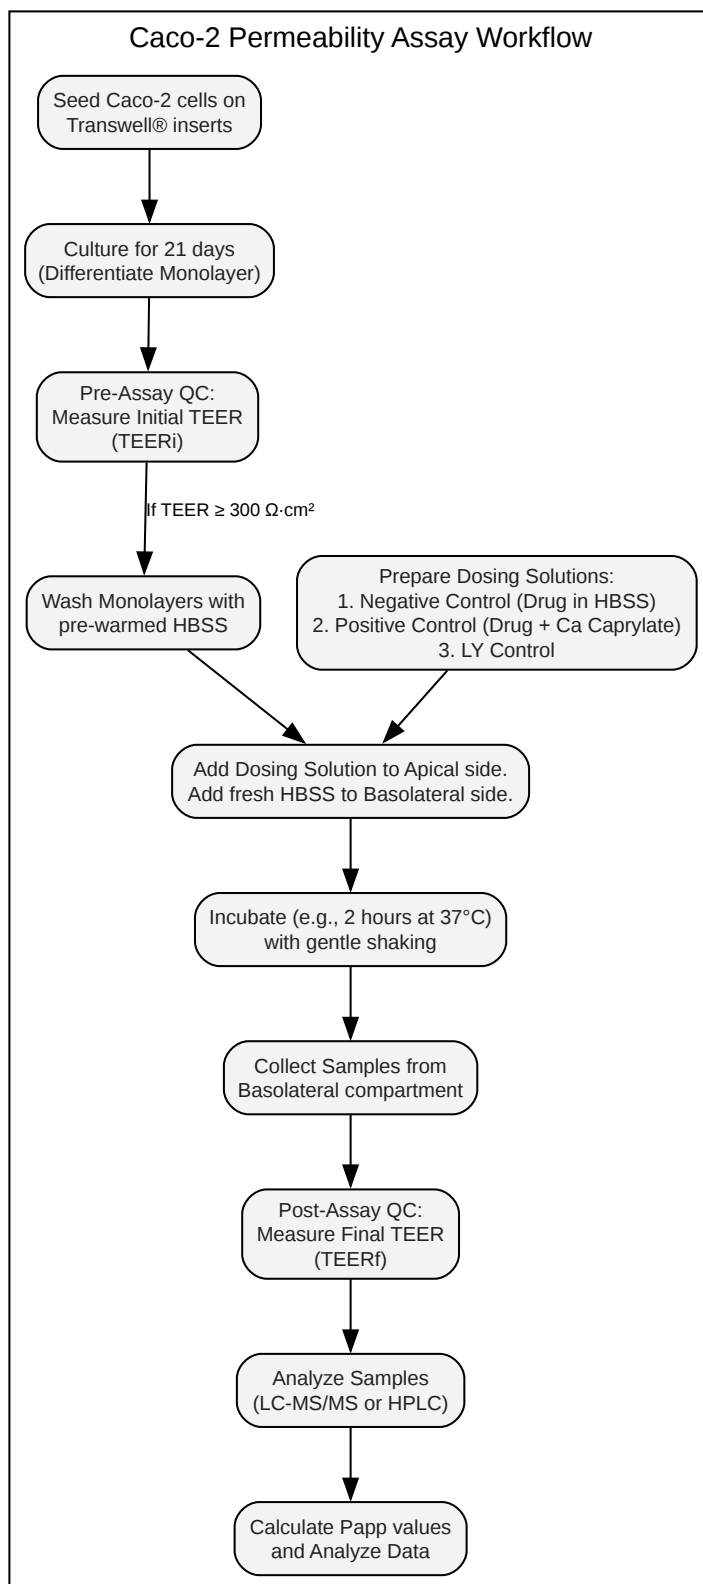 Caco-2 Permeability Assay Workflow
Seed Caco-2 cells on
Transwell® inserts
Culture for 21 days
(Differentiate Monolayer)
Pre-Assay QC:
Measure Initial TEER
(TEERi)
If TEER ≥ 300 Ω·cm²
Wash Monolayers with
pre-warmed HBSS
Prepare Dosing Solutions:
1. Negative Control (Drug in HBSS)
2. Positive Control (Drug + Ca Caprylate)
3. LY Control
Add Dosing Solution to Apical side.
Add fresh HBSS to Basolateral side.
Incubate (e.g., 2 hours at 37°C)
with gentle shaking
Collect Samples from
Basolateral compartment
Post-Assay QC:
Measure Final TEER
(TEERf)
Analyze Samples
(LC-MS/MS or HPLC)
Calculate Papp values
and Analyze Data